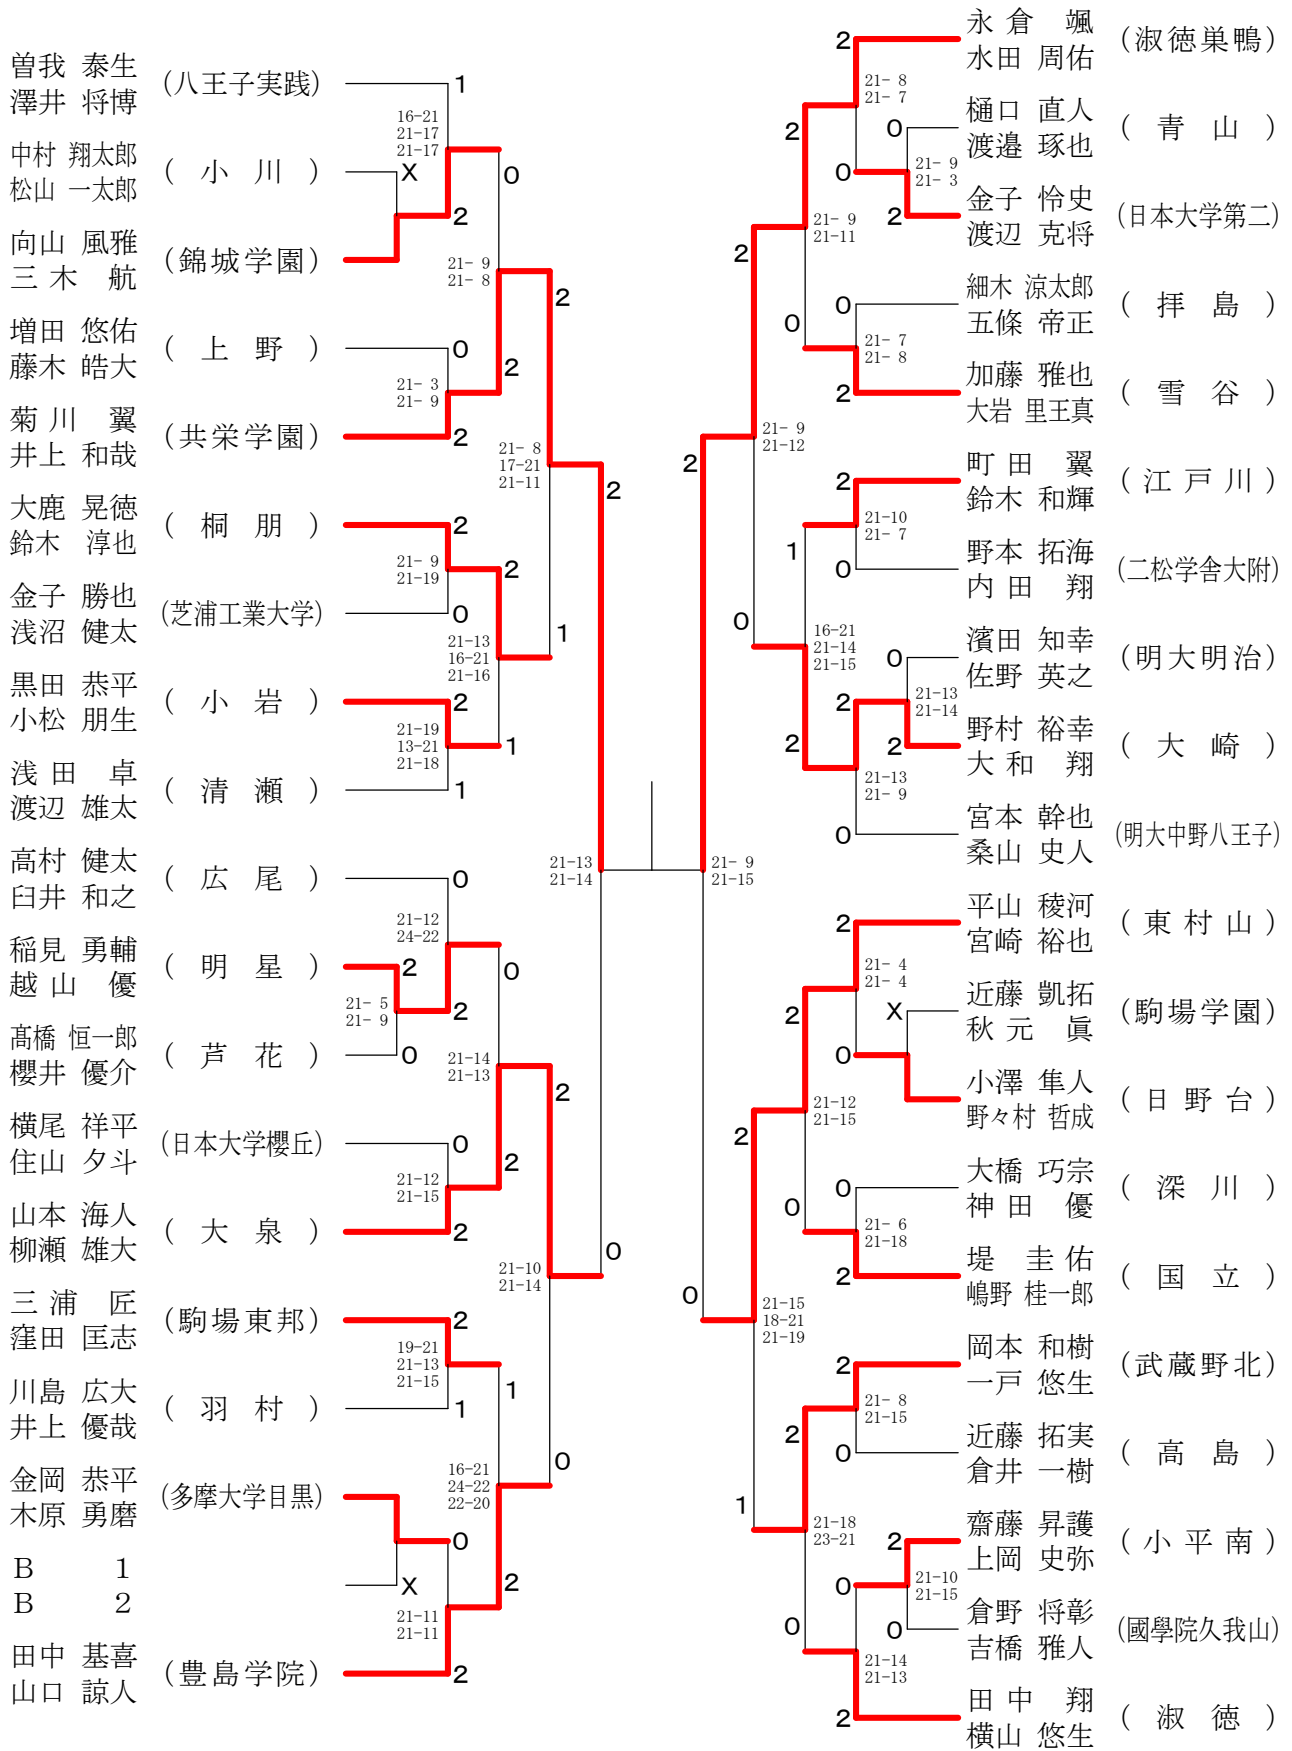 曽我 泰生
澤井 将博
(八王子実践)
1
16-21
21-17
21-17
中村 翔太郎
松山 一太郎
( 小 川 )
X
0
2
向山 風雅
三木 航
(錦城学園)
21- 9
21- 8
2
増田 悠佑
藤木 皓大
( 上 野 )
0
21- 3
21- 9
2
菊川 翼
井上 和哉
(共栄学園)
2
21- 8
17-21
21-11
2
大鹿 晃徳
鈴木 淳也
( 桐 朋 )
2
21- 9
21-19
2
金子 勝也
浅沼 健太
(芝浦工業大学)
0
21-13
16-21
21-16
1
黒田 恭平
小松 朋生
( 小 岩 )
2
21-19
13-21
21-18
1
浅田 卓
渡辺 雄太
( 清 瀬 )
1
21-13
21-14
高村 健太
臼井 和之
( 広 尾 )
0
21-12
24-22
稲見 勇輔
越山 優
( 明 星 )
2
0
21- 5
21- 9
2
髙橋 恒一郎
櫻井 優介
( 芦 花 )
0
21-14
21-13
2
横尾 祥平
住山 夕斗
(日本大学櫻丘)
0
21-12
21-15
2
山本 海人
柳瀬 雄大
( 大 泉 )
2
0
21-10
21-14
三浦 匠
窪田 匡志
(駒場東邦)
2
19-21
21-13
21-15
1
川島 広大
井上 優哉
( 羽 村 )
1
0
16-21
24-22
22-20
金岡 恭平
木原 勇磨
(多摩大学目黒)
0
B 1
B 2
X
2
21-11
21-11
田中 基喜
山口 諒人
(豊島学院)
2
2
永倉 颯
水田 周佑
(淑徳巣鴨)
21- 8
21- 7
2
0
樋口 直人
渡邉 琢也
( 青 山 )
0
21- 9
21- 3
2
金子 怜史
渡辺 克将
(日本大学第二)
21- 9
21-11
2
0
細木 涼太郎
五條 帝正
( 拝 島 )
0
21- 7
21- 8
2
加藤 雅也
大岩 里王真
( 雪 谷 )
21- 9
21-12
2
2
町田 翼
鈴木 和輝
( 江 戸 川 )
21-10
21- 7
1
0
野本 拓海
内田 翔
(二松学舎大附)
0
16-21
21-14
21-15
0
濱田 知幸
佐野 英之
(明大明治)
2
21-13
21-14
2
2
野村 裕幸
大和 翔
( 大 崎 )
21-13
21- 9
0
宮本 幹也
桑山 史人
(明大中野八王子)
21- 9
21-15
2
平山 稜河
宮崎 裕也
( 東 村 山 )
21- 4
21- 4
2
X
近藤 凱拓
秋元 眞
(駒場学園)
0
小澤 隼人
野々村 哲成
( 日 野 台 )
21-12
21-15
2
0
大橋 巧宗
神田 優
( 深 川 )
0
21- 6
21-18
2
堤 圭佑
嶋野 桂一郎
( 国 立 )
0
21-15
18-21
21-19
2
岡本 和樹
一戸 悠生
(武蔵野北)
21- 8
21-15
2
0
近藤 拓実
倉井 一樹
( 高 島 )
1
21-18
23-21
2
齋藤 昇護
上岡 史弥
( 小 平 南 )
0
21-10
21-15
0
0
倉野 将彰
吉橋 雅人
(國學院久我山)
21-14
21-13
2
田中 翔
横山 悠生
( 淑 徳 )